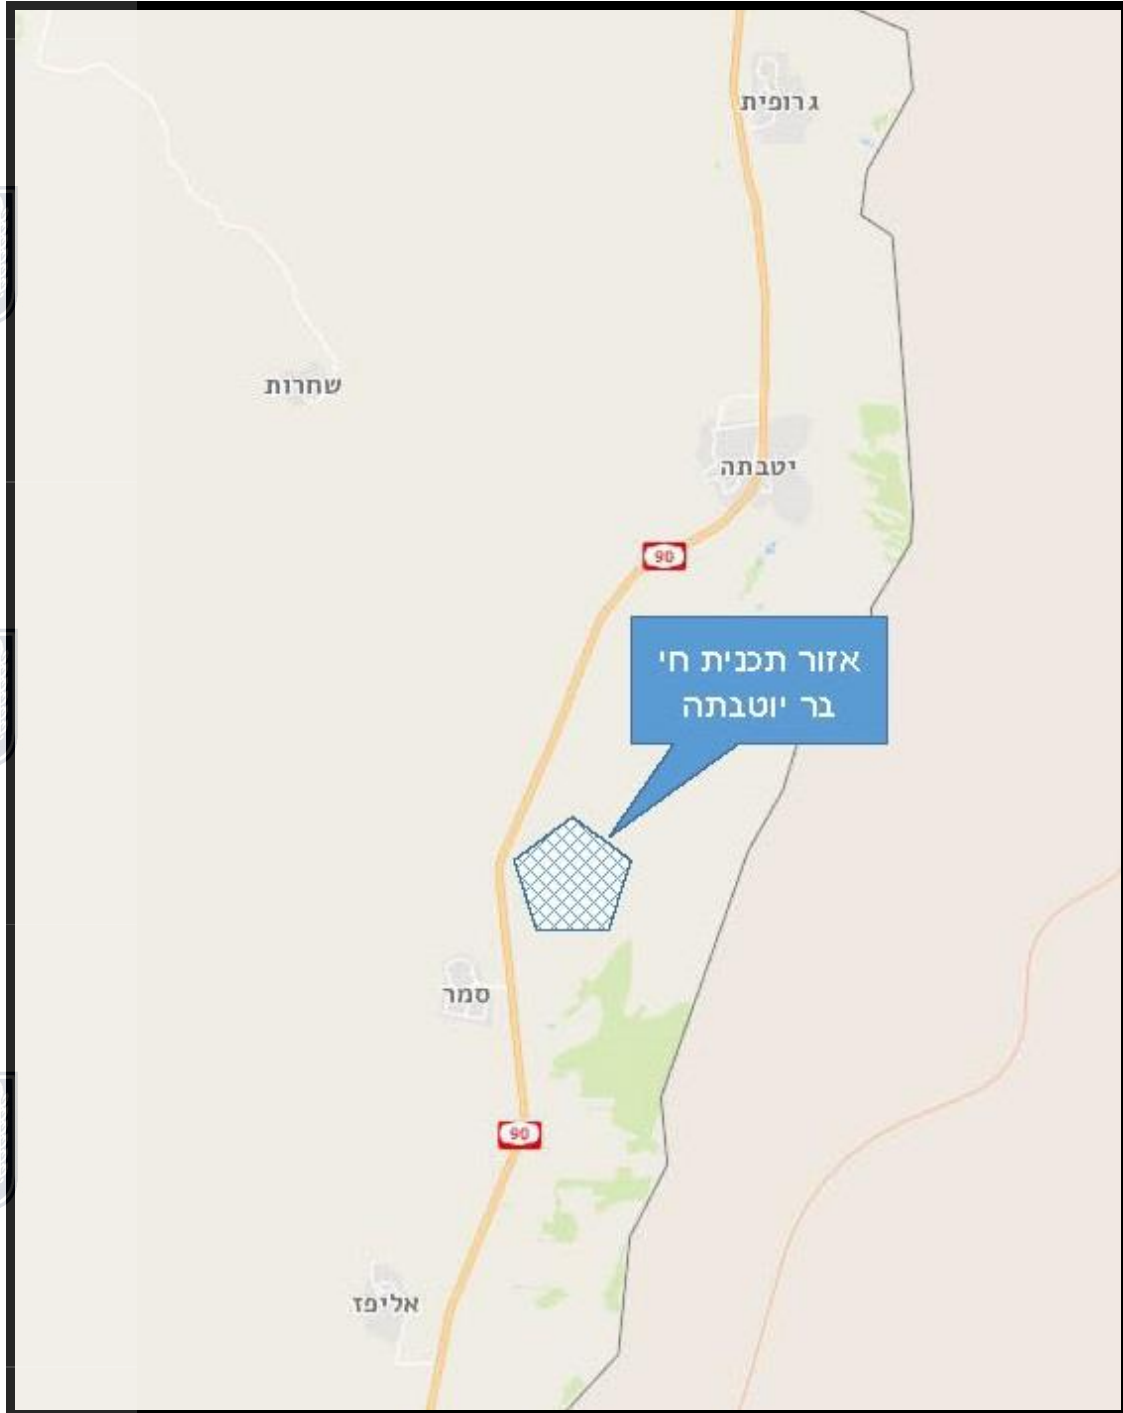 גרופית
שחרות
יטבתה
90
אזור תכנית חי
בר יוטבתה
סמר
90
אליפז